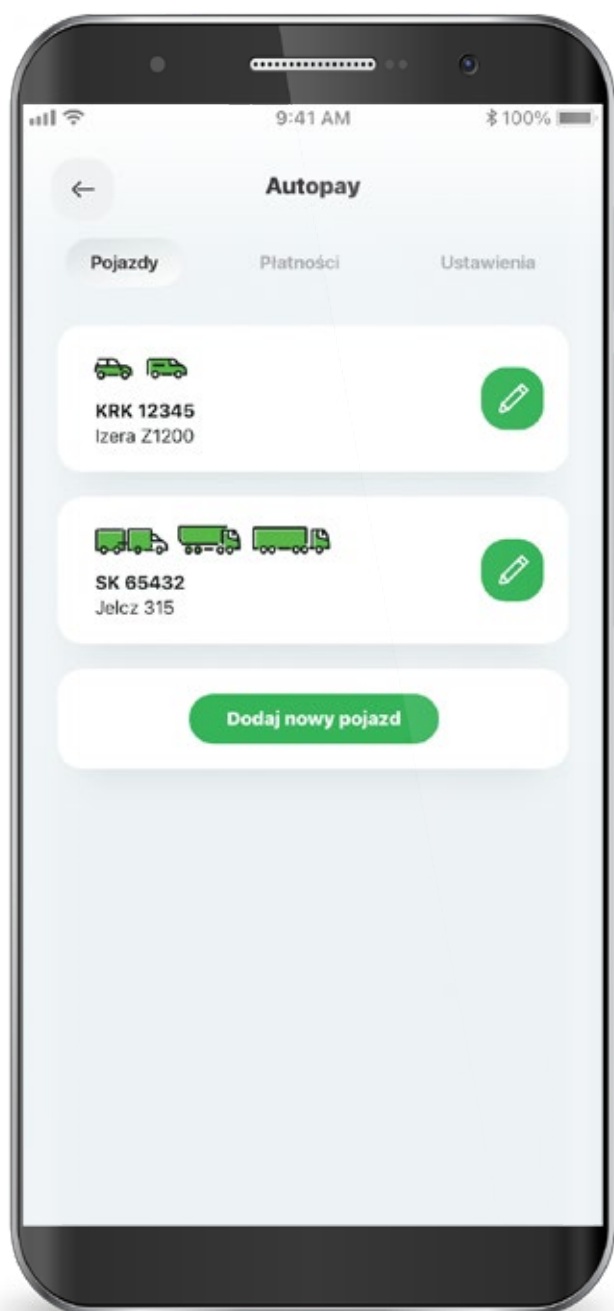 9:41 AM
100%
Autopay
Pojazdy
Płatności
Ustawienia
KRK 12345
Izera Z1200
SK 65432
Jelcz 315
Dodaj nowy pojazd